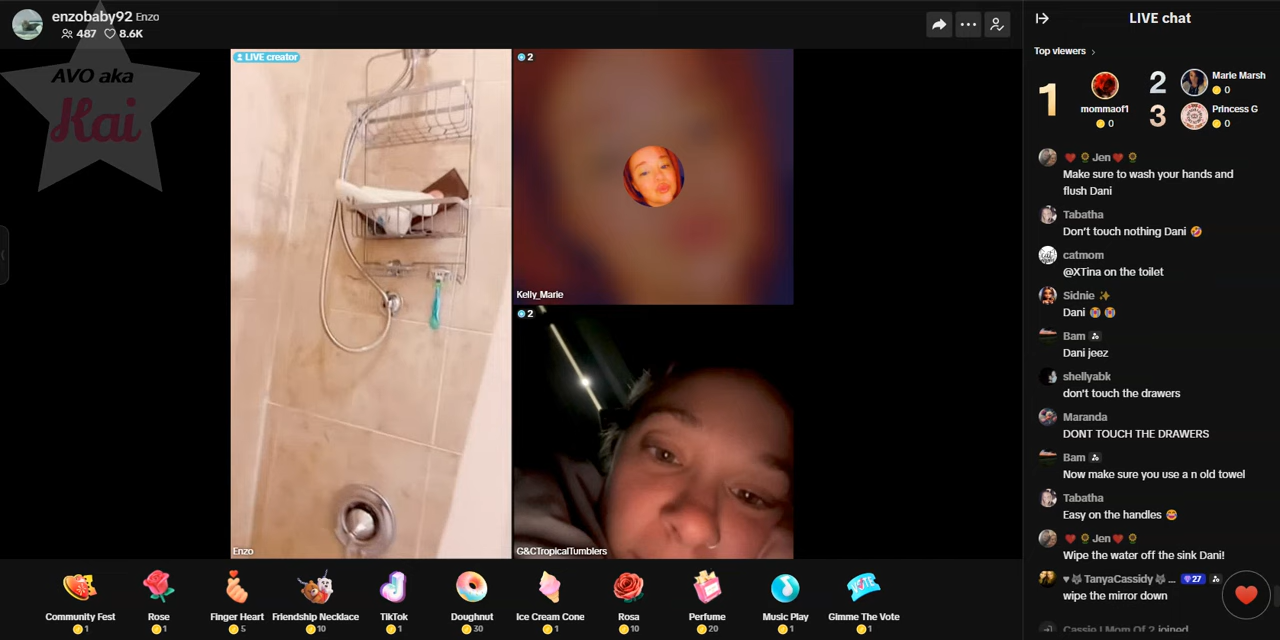 enzobaby92 Enzo
487 8.6K
AVO aka
Kai
LIVE creator
2
Kelly_Marie
2
Enzo
G&CTropicalTumblers
Community Fest
1
Rose
1
Finger Heart
5
Friendship Necklace
10
TikTok
1
Doughnut
30
Ice Cream Cone
1
Rosa
10
Perfume
20
Music Play
1
Gimme The Vote
1
LIVE chat
Top viewers
1
mommaof1
0
2
Marie Marsh
0
3
Princess G
0
Jen
Make sure to wash your hands and
flush Dani
Tabatha
Don't touch nothing Dani 🤣
catmom
@XTina on the toilet
Sidnie ✨
Dani 😭 😭
Bam
Dani jeez
shellyabk
don't touch the drawers
Maranda
DONT TOUCH THE DRAWERS
Bam
Now make sure you use a n old towel
Tabatha
Easy on the handles 😁
Jen
Wipe the water off the sink Dani!
TanyaCassidy ... 27
wipe the mirror down
Cassie | Mom Of 2 joined